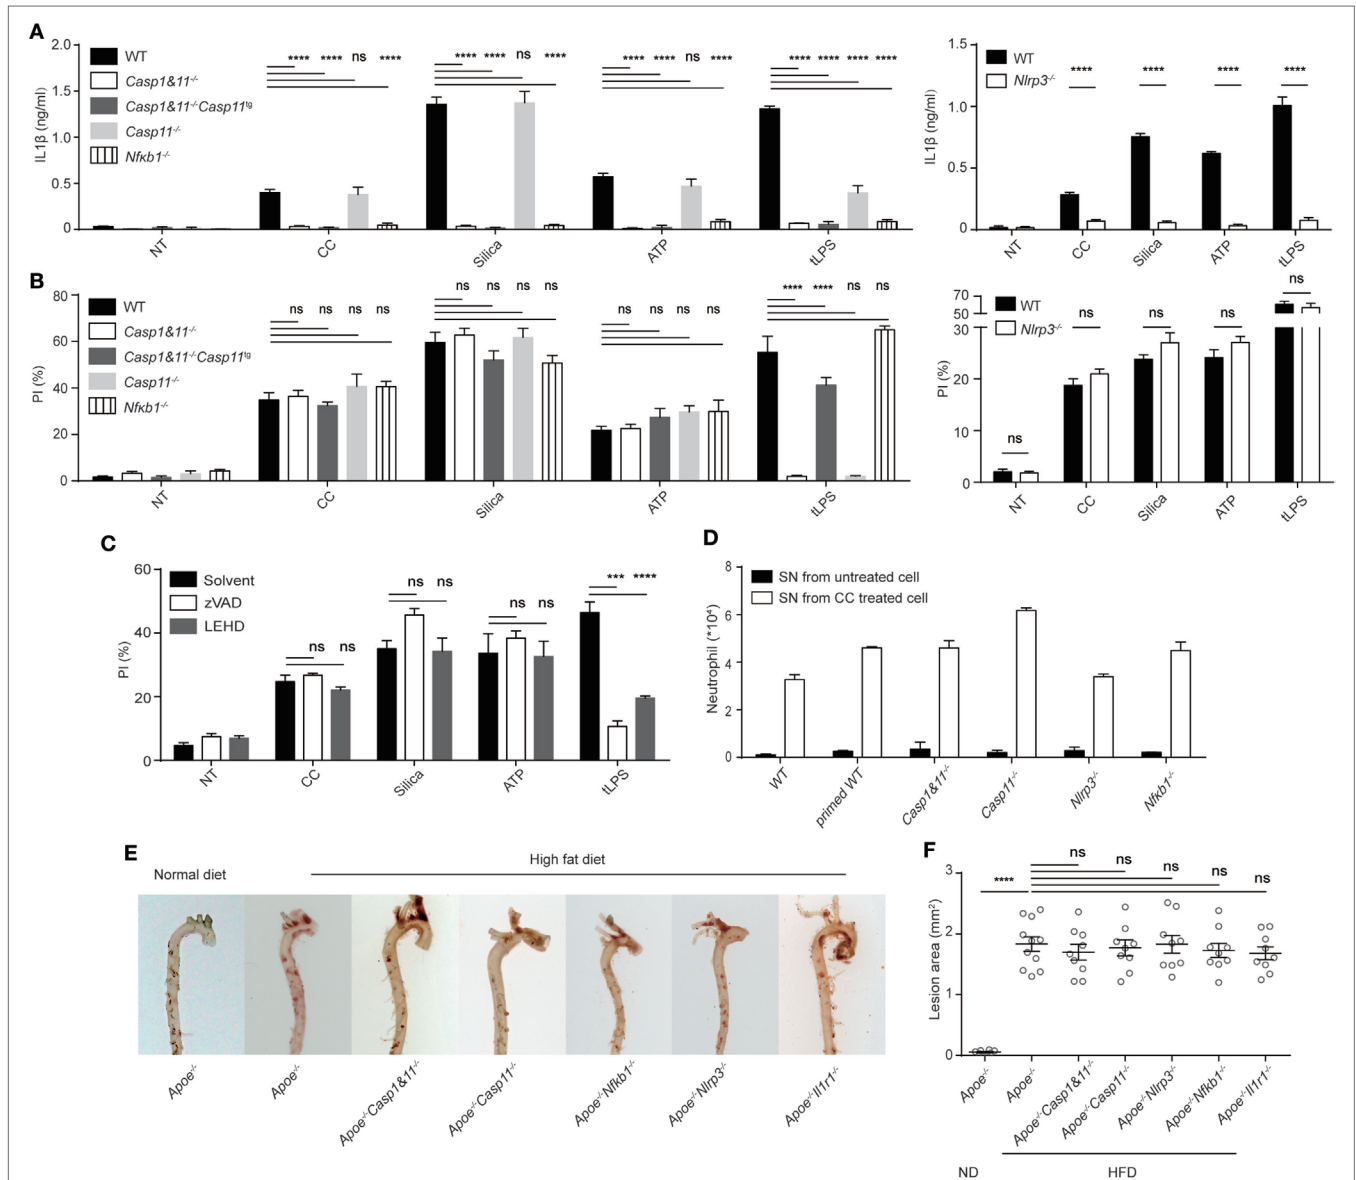 A
2.0
1.5
1.0
0.5
0
IL1β (ng/ml)
WT
Casp1&11-/-
Casp1&11-/-Casp11tg
Casp11-/-
Nfκb1-/-
**** **** ns ****
**** **** ns ****
**** **** ns ****
**** **** **** ****
NT CC Silica ATP tLPS
1.5
1.0
0.5
0
IL1β (ng/ml)
WT
Nlrp3-/-
**** **** **** ****
NT CC Silica ATP tLPS
B
80
60
40
20
0
PI (%)
WT
Casp1&11-/-
Casp1&11-/-Casp11tg
Casp11-/-
Nfκb1-/-
ns ns ns ns
ns ns ns ns
ns ns ns ns
**** **** ns ns
NT CC Silica ATP tLPS
70
50
30
20
10
0
PI (%)
WT
Nlrp3-/-
ns ns ns ns ns
NT CC Silica ATP tLPS
C
60
40
20
0
PI (%)
Solvent
zVAD
LEHD
ns ns
ns ns
ns ns
*** ****
NT CC Silica ATP tLPS
D
8
6
4
2
0
Neutrophil (*10⁴)
SN from untreated cell
SN from CC treated cell
WT primed WT Casp1&11-/- Casp11-/- Nlrp3-/- Nfκb1-/-
E
Normal diet
High fat diet
Apoe-/- Apoe-/- Apoe-/-Casp1&11-/- Apoe-/-Casp11-/- Apoe-/-Nfkb1-/- Apoe-/-Nlrp3-/- Apoe-/-Il1r1-/-
F
3
2
1
0
Lesion area (mm²)
**** ns ns ns ns ns
Apoe-/- Apoe-/- Apoe-/-Casp1&11-/- Apoe-/-Casp11-/- Apoe-/-Nlrp3-/- Apoe-/-Nfkb1-/- Apoe-/-Il1r1-/-
ND HFD